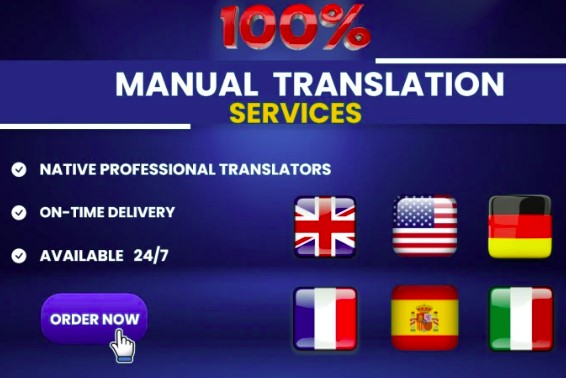 100%
MANUAL TRANSLATION
SERVICES
NATIVE PROFESSIONAL TRANSLATORS
ON-TIME DELIVERY
AVAILABLE 24/7
ORDER NOW